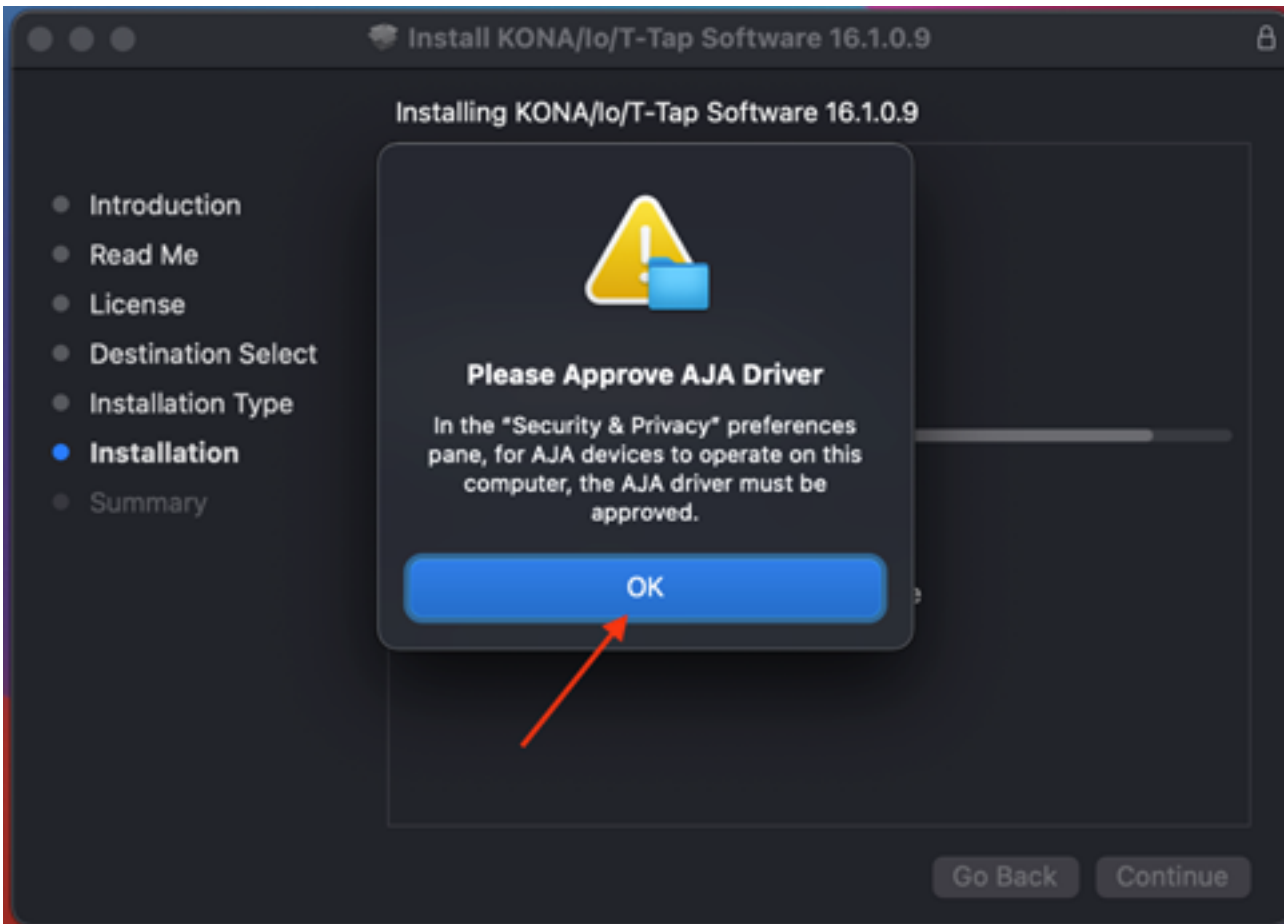 Install KONA/Io/T-Tap Software 16.1.0.9
Installing KONA/Io/T-Tap Software 16.1.0.9
Introduction
Read Me
License
Destination Select
Installation Type
Installation
Summary
Please Approve AJA Driver
In the "Security & Privacy" preferences
pane, for AJA devices to operate on this
computer, the AJA driver must be
approved.
OK
Go Back
Continue